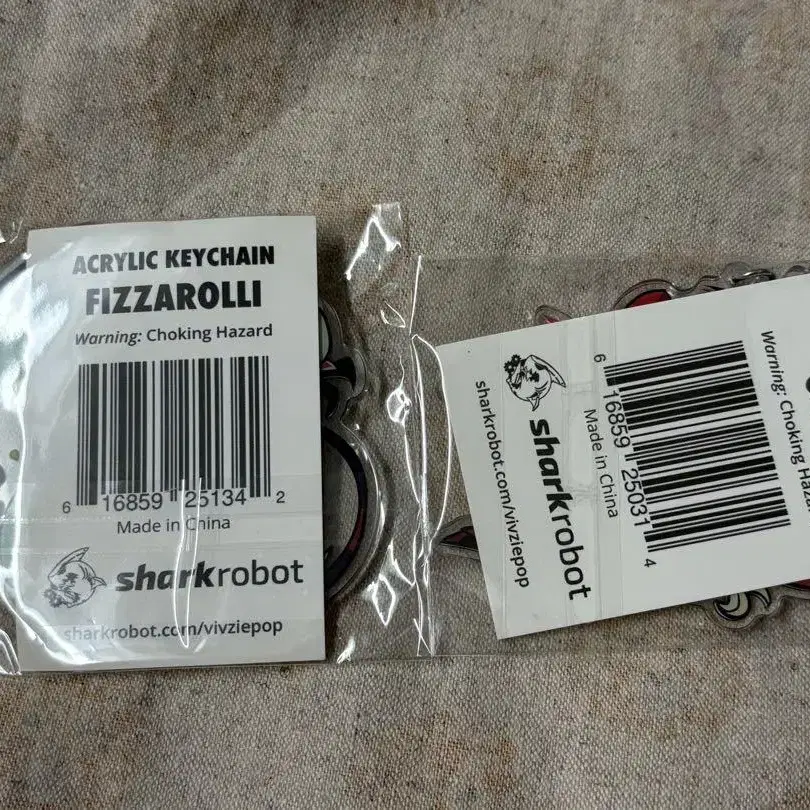 ACRYLIC KEYCHAIN
FIZZAROLLI
Warning: Choking Hazard
6 16859 25134 2
Made in China
sharkrobot
sharkrobot.com/vivziepop
Warning: Choking
6 16859 25031 4
Made in China
sharkrobot
sharkrobot.com/vivziepop